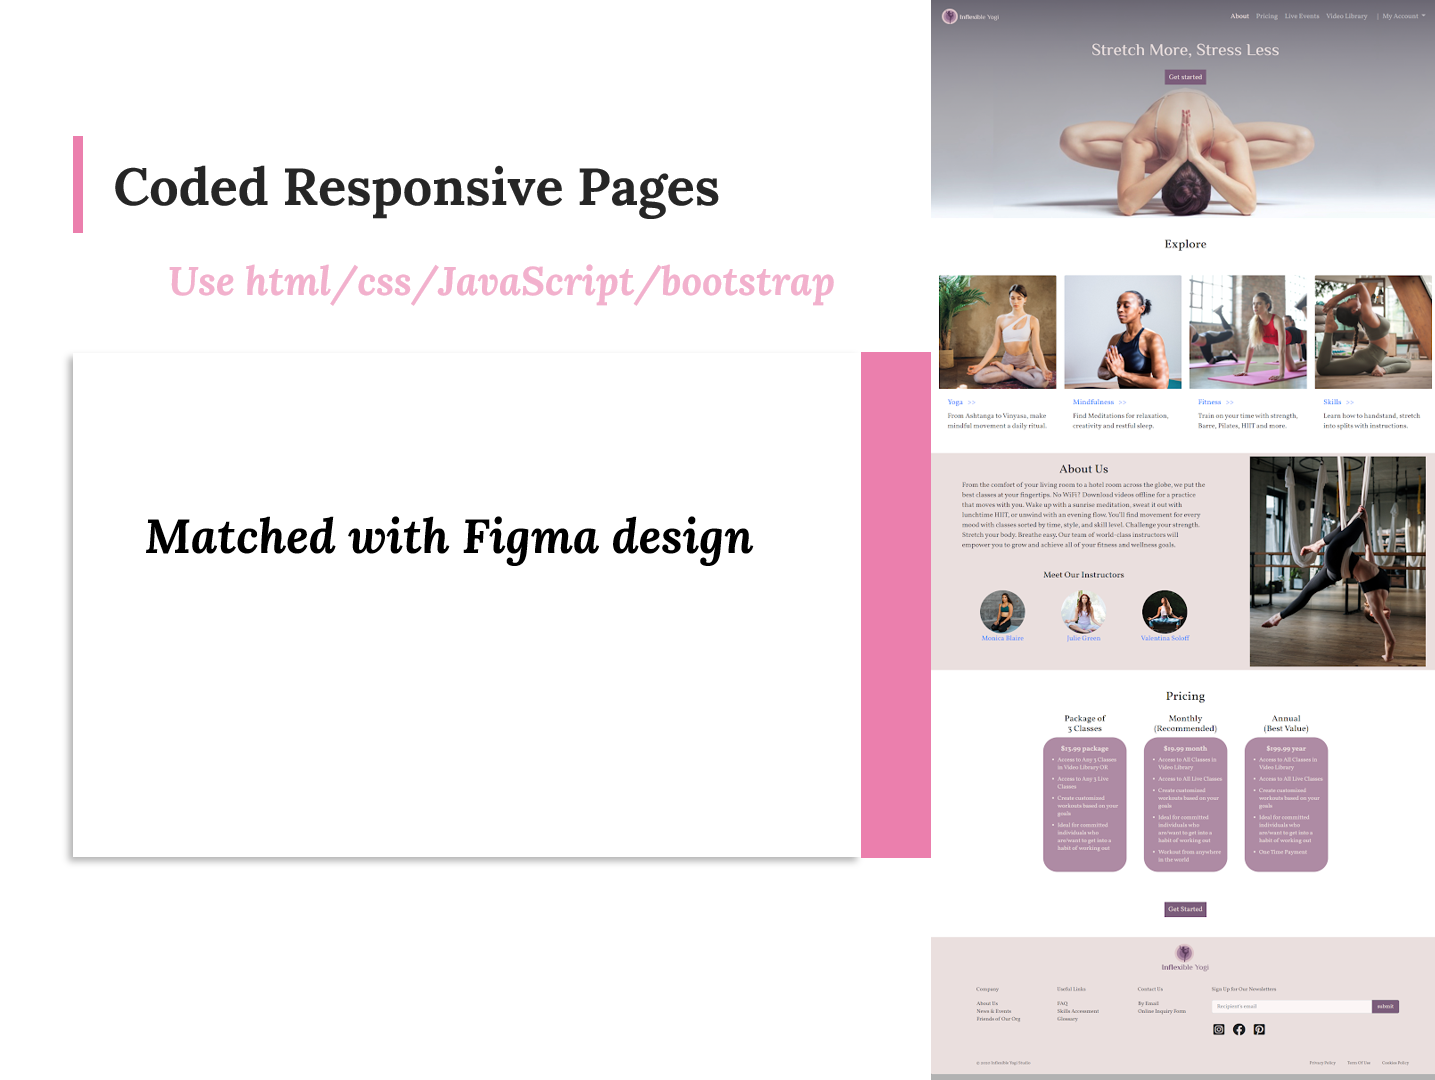 Coded Responsive Pages
Use html/css/JavaScript/bootstrap
Matched with Figma design
Inflexible Yogi
About Pricing Live Events Video Library | My Account
Stretch More, Stress Less
Get started
Explore
Yoga >>
From Ashtanga to Vinyasa, make
mindful movement a daily ritual.
Mindfulness >>
Find Meditations for relaxation,
creativity and restful sleep.
Fitness >>
Train on your time with strength,
Barre, Pilates, HIIT and more.
Skills >>
Learn how to handstand, stretch
into splits with instructions.
About Us
From the comfort of your living room to a hotel room across the globe, we put the
best classes at your fingertips. No WiFi? Download videos offline for a practice
that moves with you. Wake up with a sunrise meditation, sweat it out with
lunchtime HIIT, or unwind with an evening flow. You'll find movement for every
mood with classes sorted by time, style, and skill level. Challenge your strength.
Stretch your body. Breathe easy. Our team of world-class instructors will
empower you to grow and achieve all of your fitness and wellness goals.
Meet Our Instructors
Monica Blaire
Julie Green
Valentina Soloff
Pricing
Package of
3 Classes
$13.99 package
• Access to Any 3 Classes
in Video Library OR
• Access to Any 3 Live
Classes
• Create customized
workouts based on your
goals
• Ideal for committed
individuals who
are/want to get into a
habit of working out
Monthly
(Recommended)
$19.99 month
• Access to All Classes in
Video Library
• Access to All Live Classes
• Create customized
workouts based on your
goals
• Ideal for committed
individuals who
are/want to get into a
habit of working out
• Workout from anywhere
in the world
Annual
(Best Value)
$199.99 year
• Access to All Classes in
Video Library
• Access to All Live Classes
• Create customized
workouts based on your
goals
• Ideal for committed
individuals who
are/want to get into a
habit of working out
• One Time Payment
Get Started
Inflexible Yogi
Company
About Us
News & Events
Friends of Our Org
Useful Links
FAQ
Skills Assessment
Glossary
Contact Us
By Email
Online Inquiry Form
Sign Up for Our Newsletters
Recipient's email
submit
© 2020 Inflexible Yogi Studio
Privacy Policy Term Of Use Cookies Policy